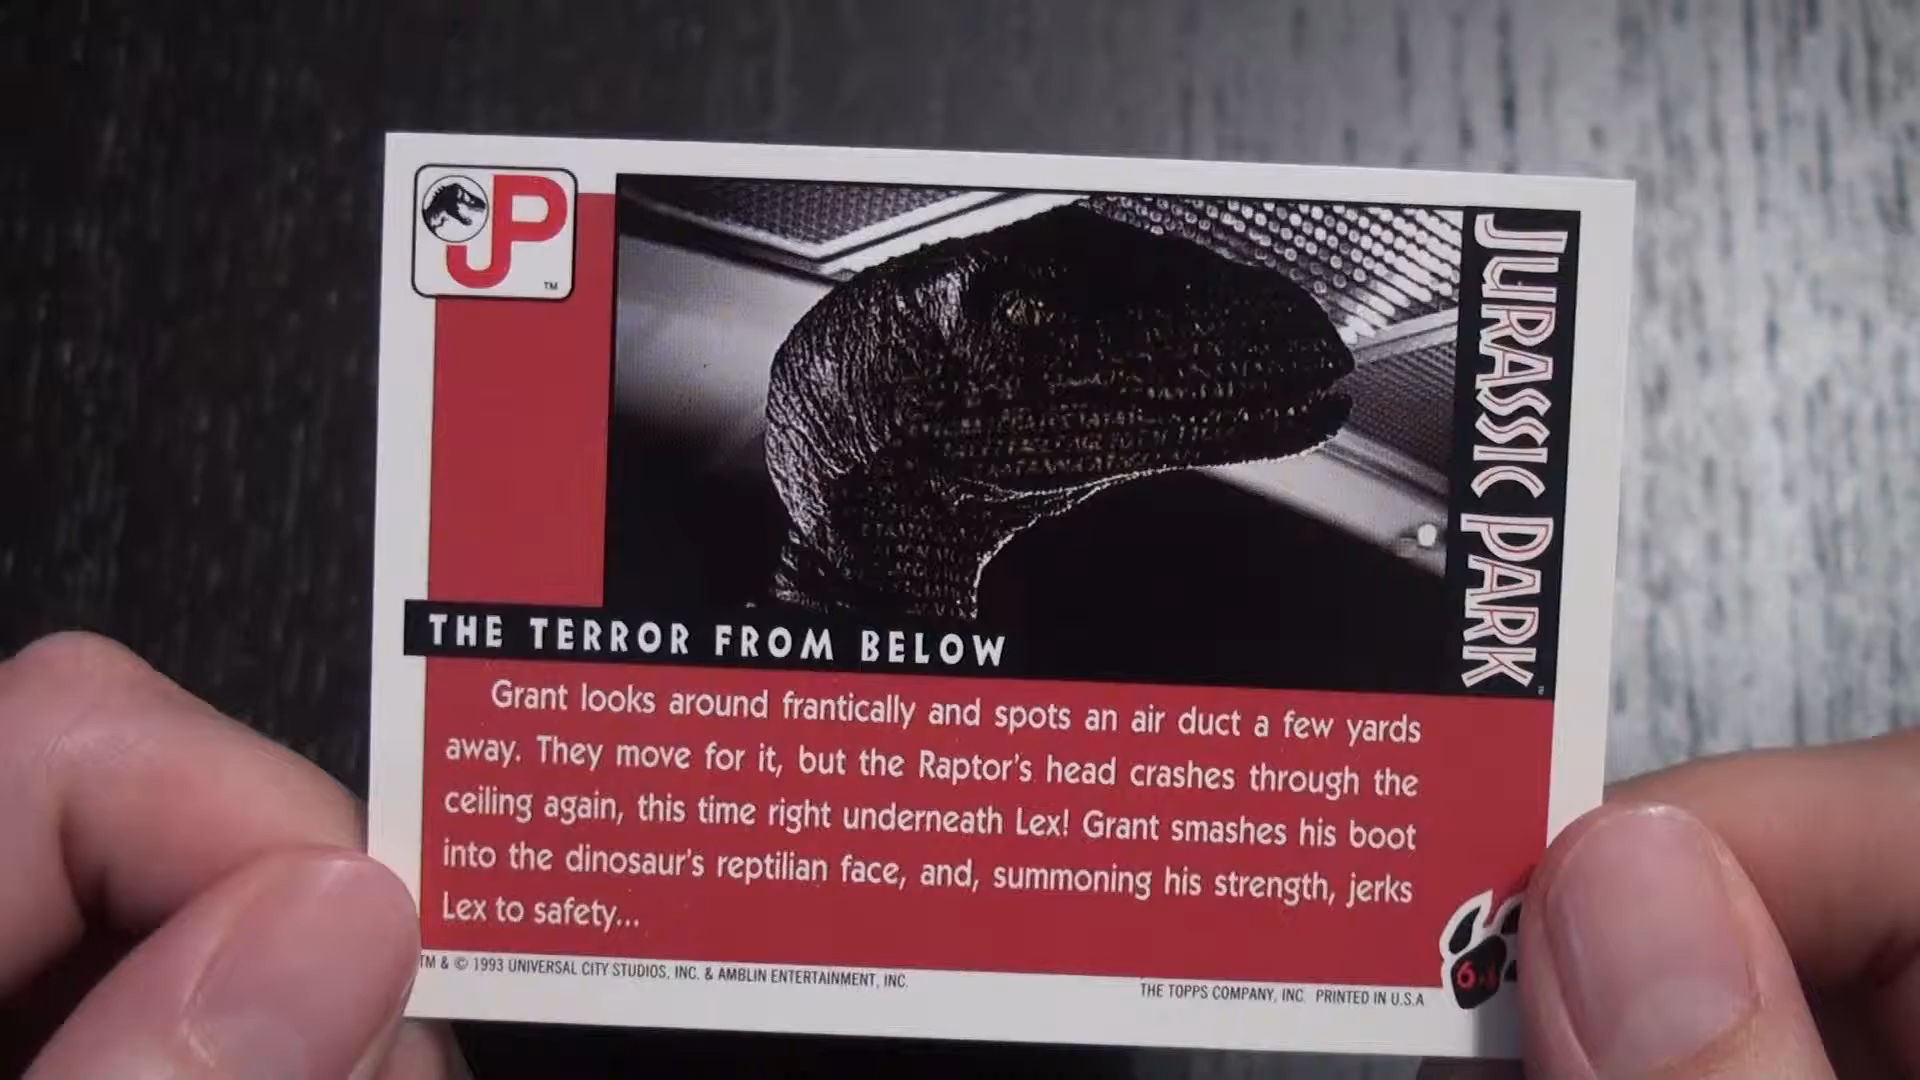 JP
TM
JURASSIC PARK
TM
THE TERROR FROM BELOW
Grant looks around frantically and spots an air duct a few yards
away. They move for it, but the Raptor's head crashes through the
ceiling again, this time right underneath Lex! Grant smashes his boot
into the dinosaur's reptilian face, and, summoning his strength, jerks
Lex to safety...
TM & © 1993 UNIVERSAL CITY STUDIOS, INC. & AMBLIN ENTERTAINMENT, INC.
THE TOPPS COMPANY, INC. PRINTED IN U.S.A